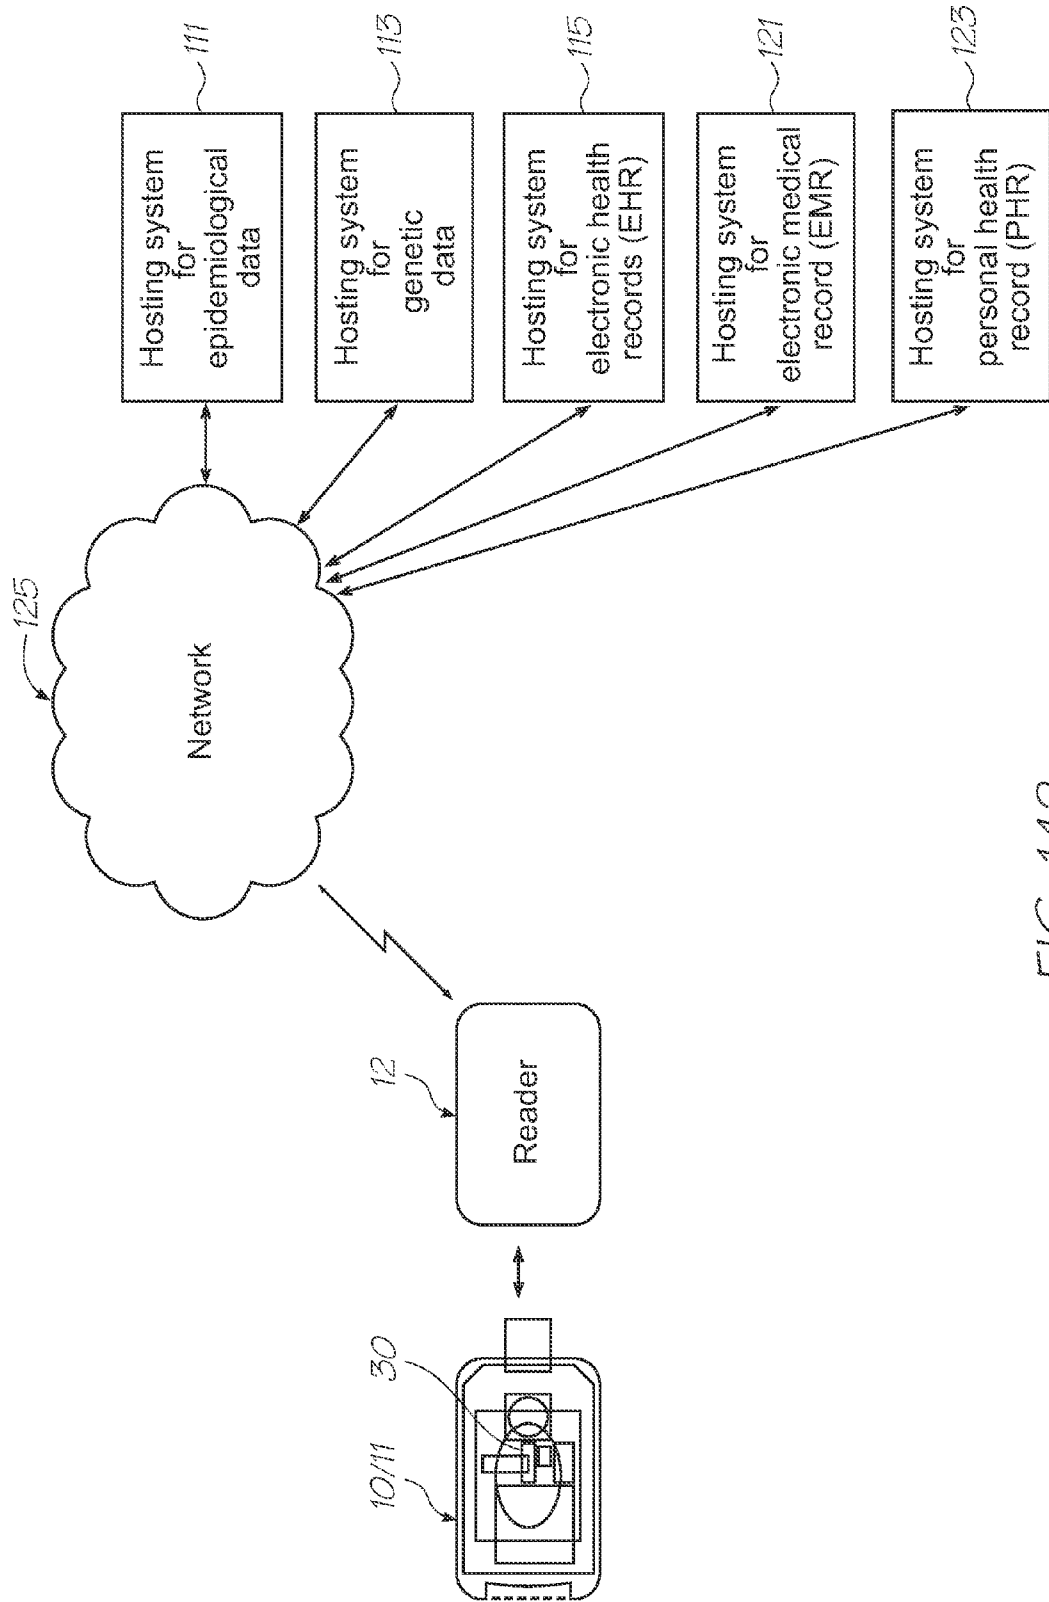 125
Network
111
Hosting system
for
epidemiological
data
113
Hosting system
for
genetic
data
115
Hosting system
for
electronic health
records (EHR)
121
Hosting system
for
electronic medical
record (EMR)
123
Hosting system
for
personal health
record (PHR)
12
Reader
10/11
30
FIG.